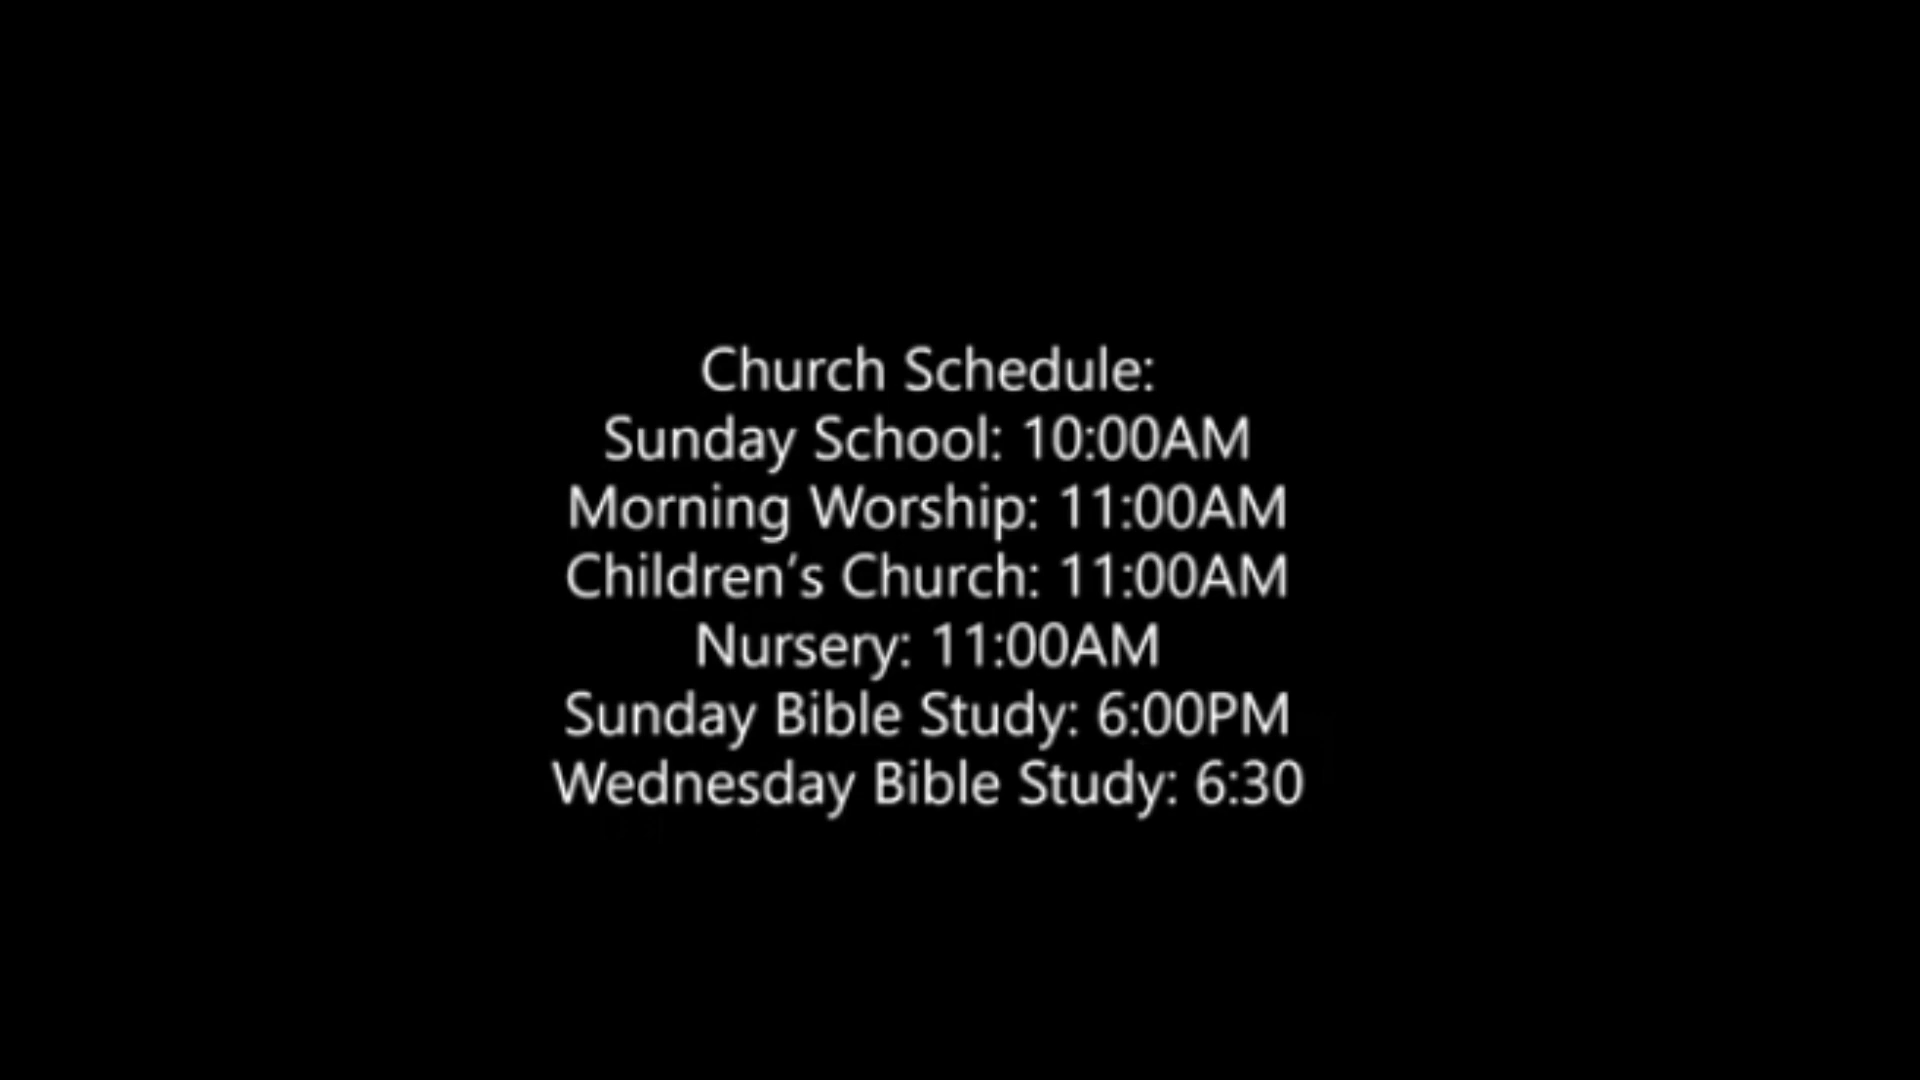 Church Schedule:
Sunday School: 10:00AM
Morning Worship: 11:00AM
Children’s Church: 11:00AM
Nursery: 11:00AM
Sunday Bible Study: 6:00PM
Wednesday Bible Study: 6:30